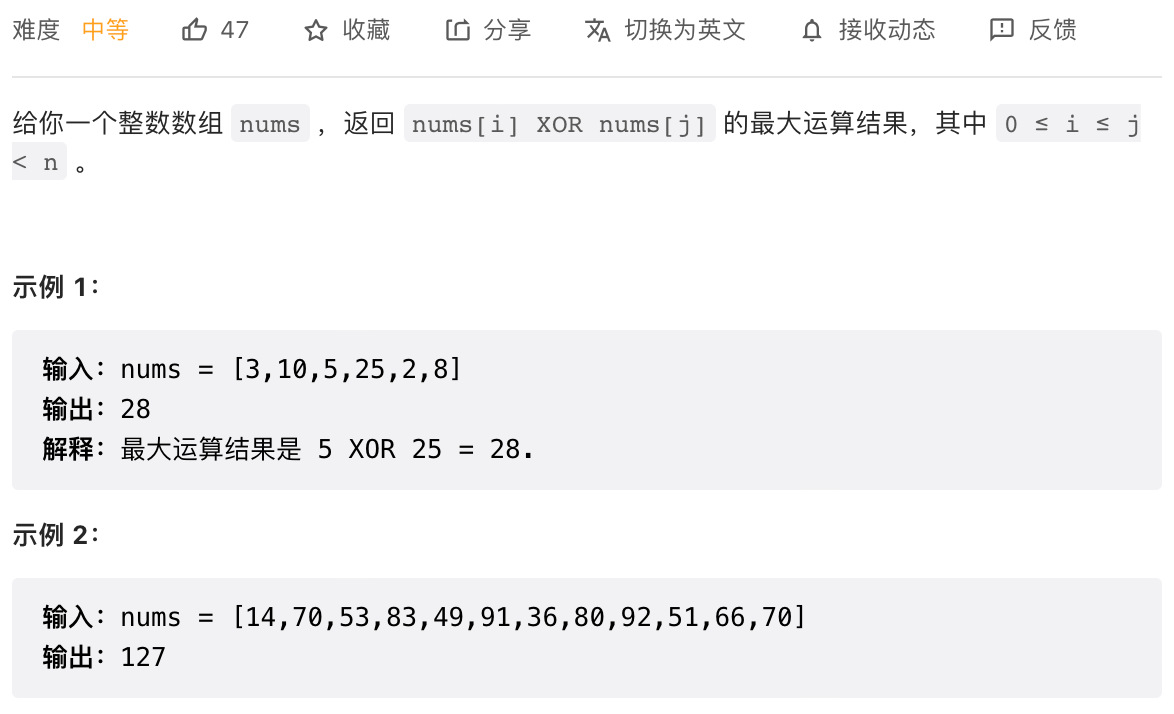 难度 中等 47 收藏 分享 切换为英文 接收动态 反馈
给你一个整数数组 nums ，返回 nums[i] XOR nums[j] 的最大运算结果，其中 0 ≤ i ≤ j
< n 。
示例 1：
输入：nums = [3,10,5,25,2,8]
输出：28
解释：最大运算结果是 5 XOR 25 = 28.
示例 2：
输入：nums = [14,70,53,83,49,91,36,80,92,51,66,70]
输出：127